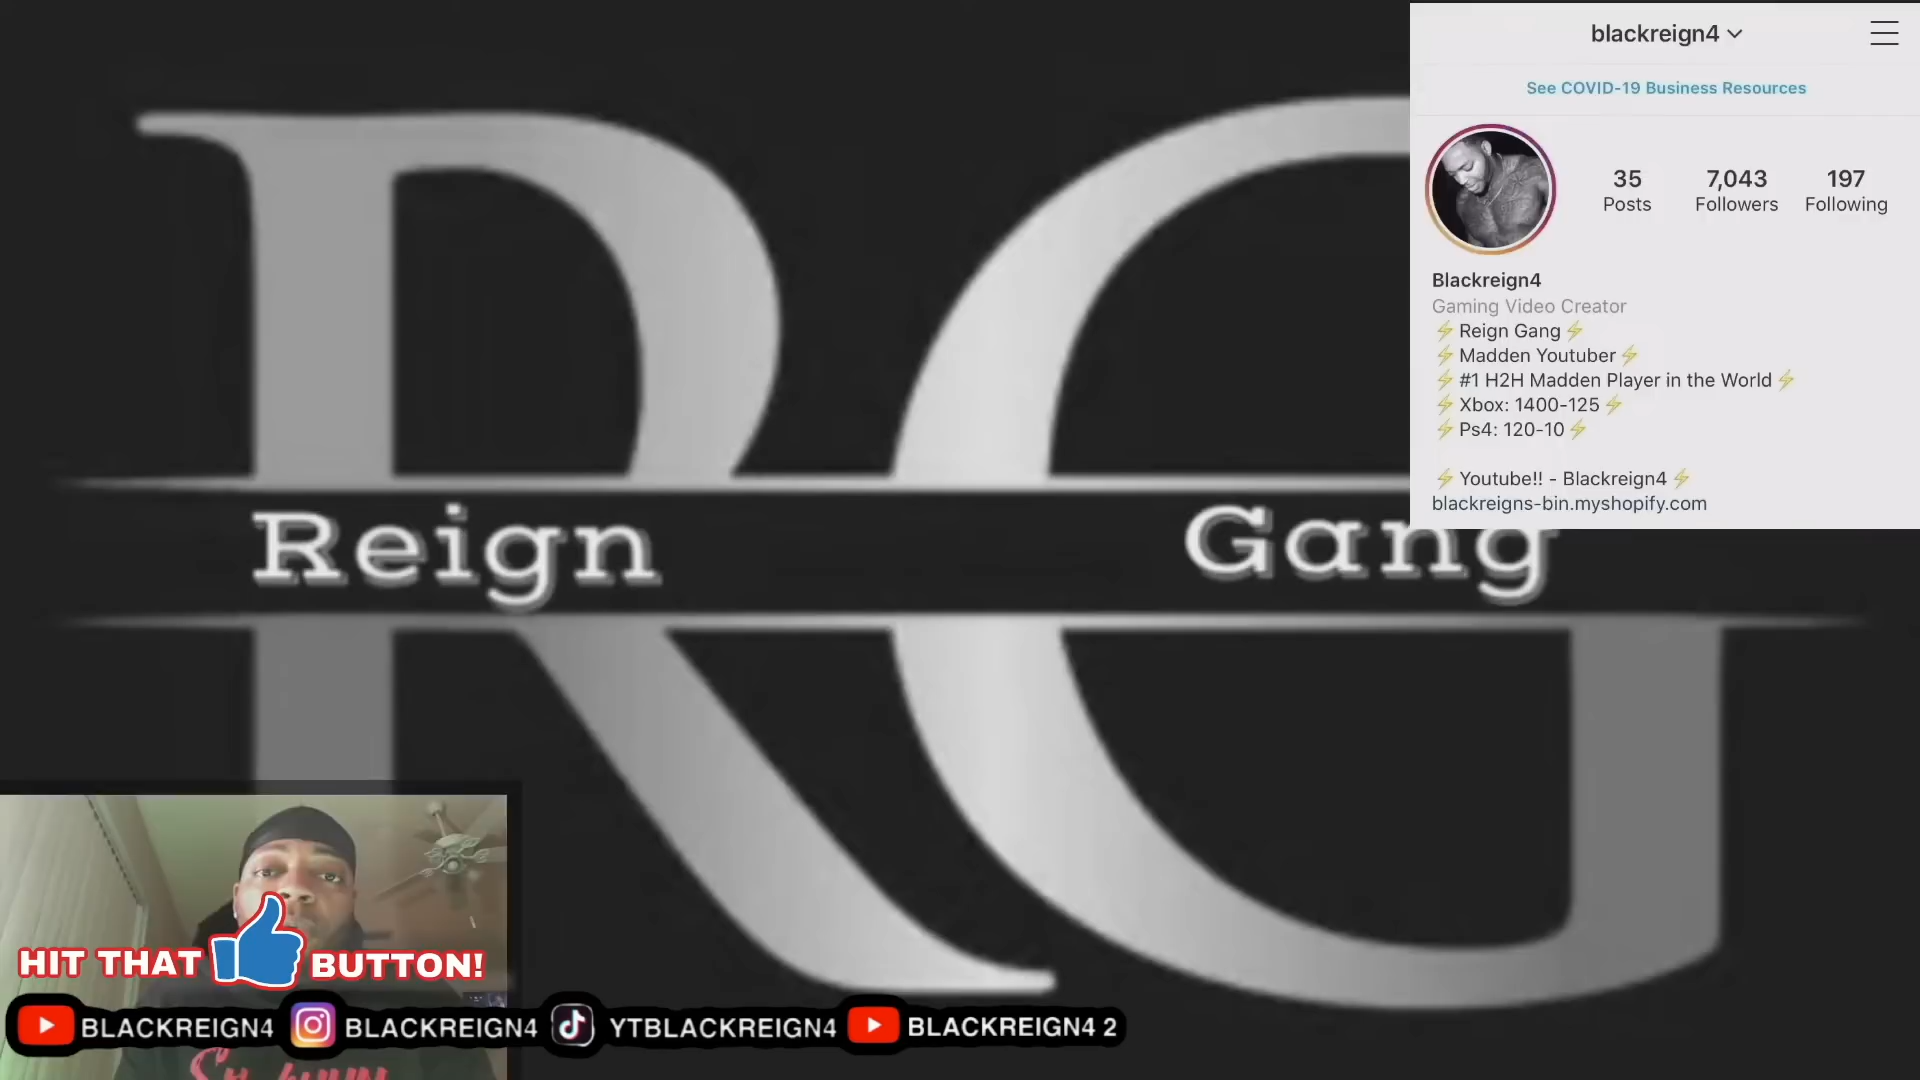 blackreign4
See COVID-19 Business Resources
35 7,043 197
Posts Followers Following
Blackreign4
Gaming Video Creator
⚡Reign Gang⚡
⚡Madden Youtuber⚡
⚡#1 H2H Madden Player in the World⚡
⚡Xbox: 1400-125⚡
⚡Ps4: 120-10⚡
⚡Youtube!! - Blackreign4⚡
blackreigns-bin.myshopify.com
RG
Reign Gang
HIT THAT BUTTON!
BLACKREIGN4 BLACKREIGN4 YTBLACKREIGN4 BLACKREIGN4 2